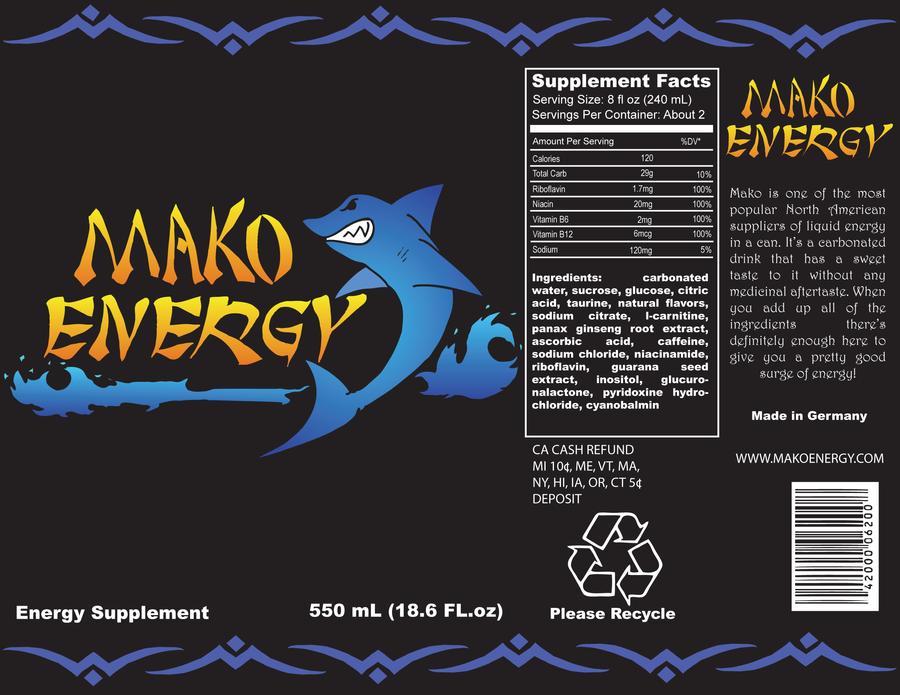 MAKO
ENERGY
Energy Supplement
550 mL (18.6 FL.oz)
Supplement Facts
Serving Size: 8 fl oz (240 mL)
Servings Per Container: About 2
Amount Per Serving %DV*
Calories 120
Total Carb 29g 10%
Riboflavin 1.7mg 100%
Niacin 20mg 100%
Vitamin B6 2mg 100%
Vitamin B12 6mcg 100%
Sodium 120mg 5%
Ingredients: carbonated
water, sucrose, glucose, citric
acid, taurine, natural flavors,
sodium citrate, l-carnitine,
panax ginseng root extract,
ascorbic acid, caffeine,
sodium chloride, niacinamide,
riboflavin, guarana seed
extract, inositol, glucuro-
nalactone, pyridoxine hydro-
chloride, cyanobalmin
CA CASH REFUND
MI 10¢, ME, VT, MA,
NY, HI, IA, OR, CT 5¢
DEPOSIT
Please Recycle
MAKO
ENERGY
Mako is one of the most
popular North American
suppliers of liquid energy
in a can. It's a carbonated
drink that has a sweet
taste to it without any
medicinal aftertaste. When
you add up all of the
ingredients there's
definitely enough here to
give you a pretty good
surge of energy!
Made in Germany
WWW.MAKOENERGY.COM
42000 06200